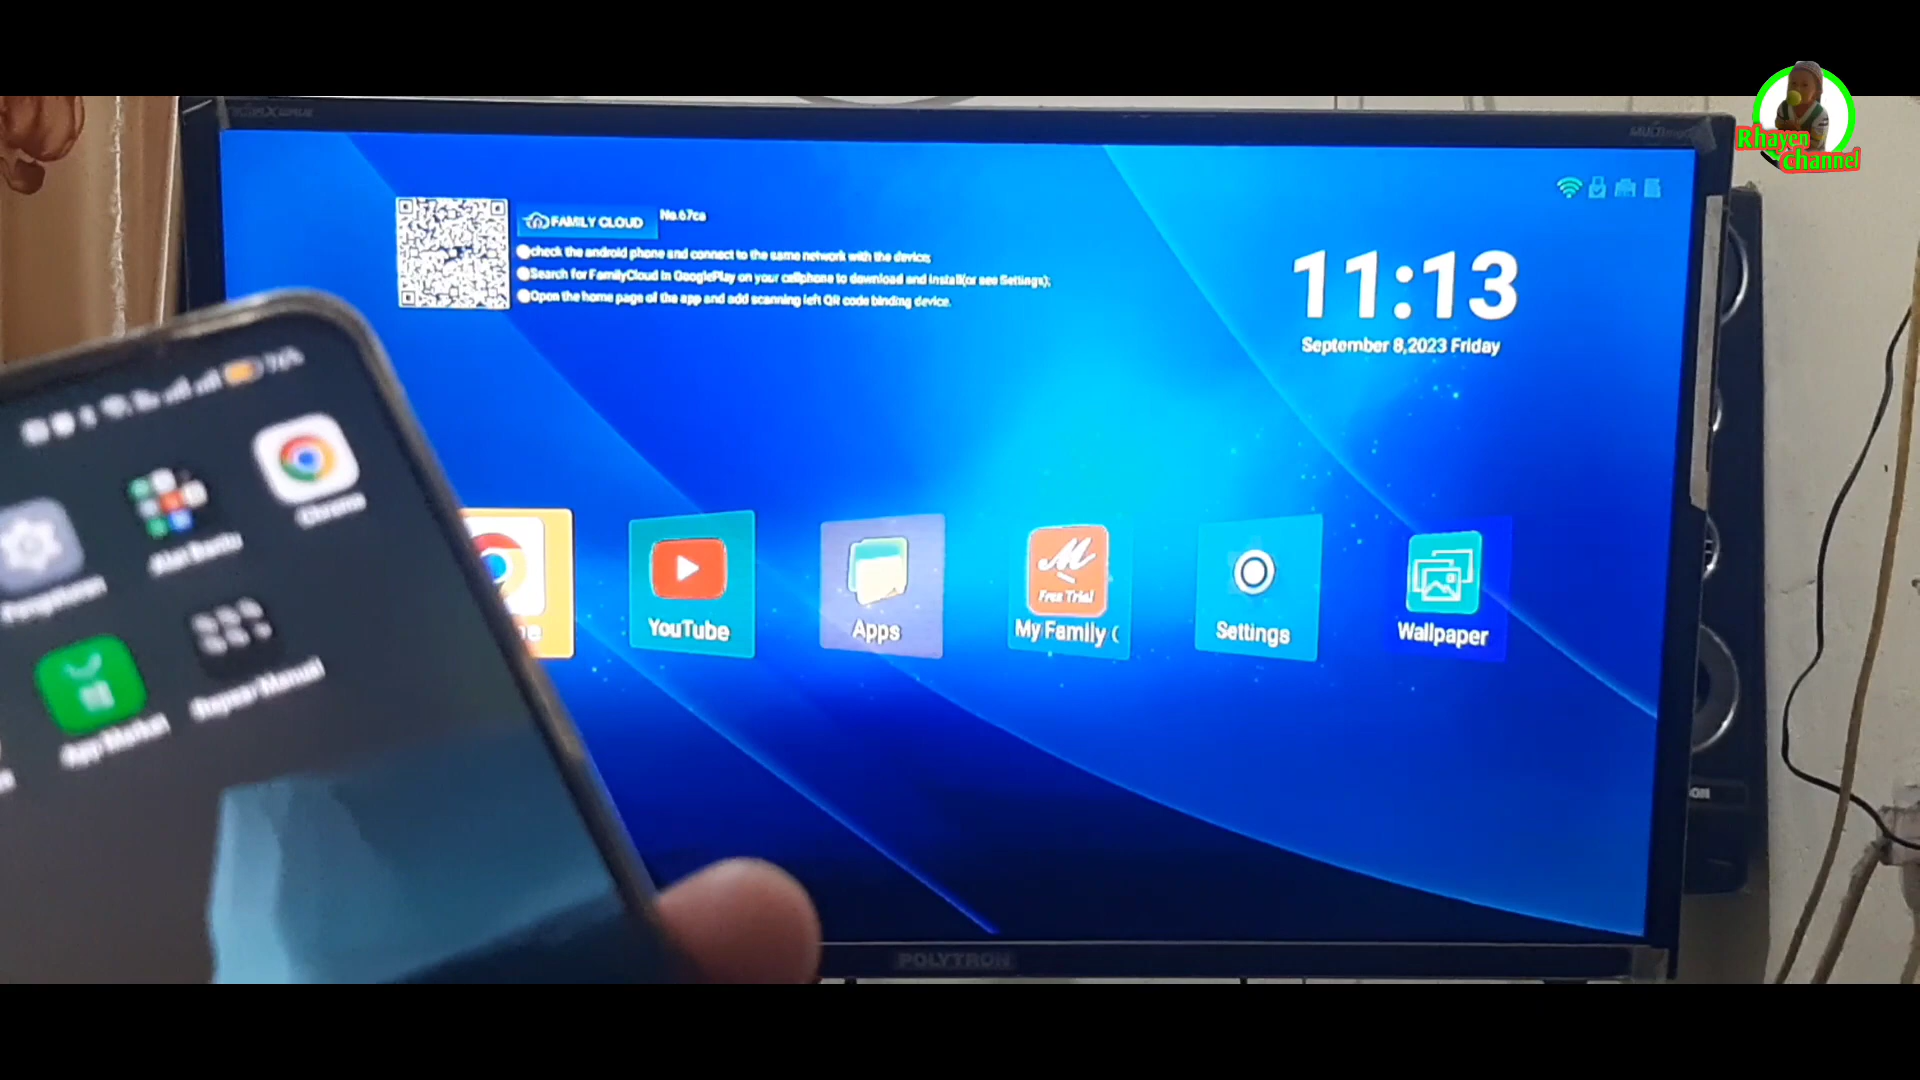 Rhayen
channel
FAMILY CLOUD
No.67ca
check the android phone and connect to the same network with the device;
Search for FamilyCloud in GooglePlay on your cellphone to download and install(or see Settings);
Open the home page of the app and add scanning left QR code binding device.
11:13
September 8,2023 Friday
Chrome
Alat Bantu
Pengaturan
App Market
YouTube
Apps
Free Trial
My Family
Settings
Wallpaper
POLYTRON